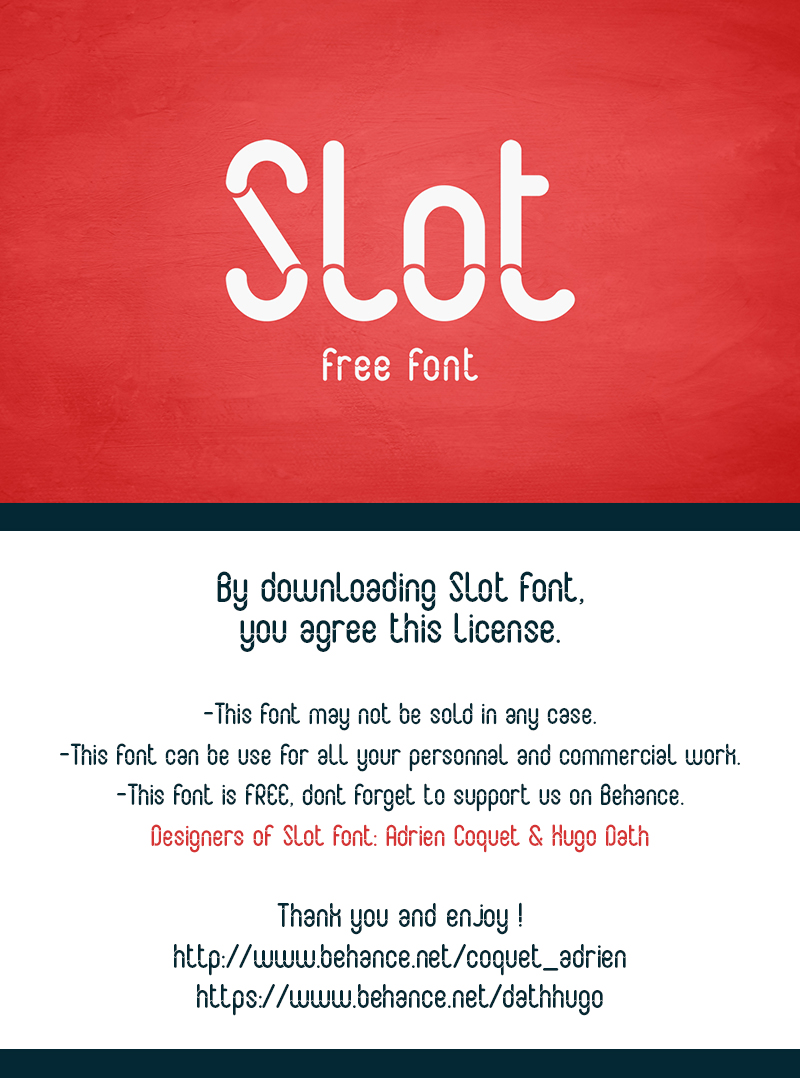 Slot
free font
By downloading Slot font,
you agree this license.
-This font may not be sold in any case.
-This font can be use for all your personnal and commercial work.
-This font is FREE, dont forget to support us on Behance.
Designers of Slot font: Adrien Coquet & Hugo Dath
Thank you and enjoy !
http://www.behance.net/coquet_adrien
https://www.behance.net/dathhugo